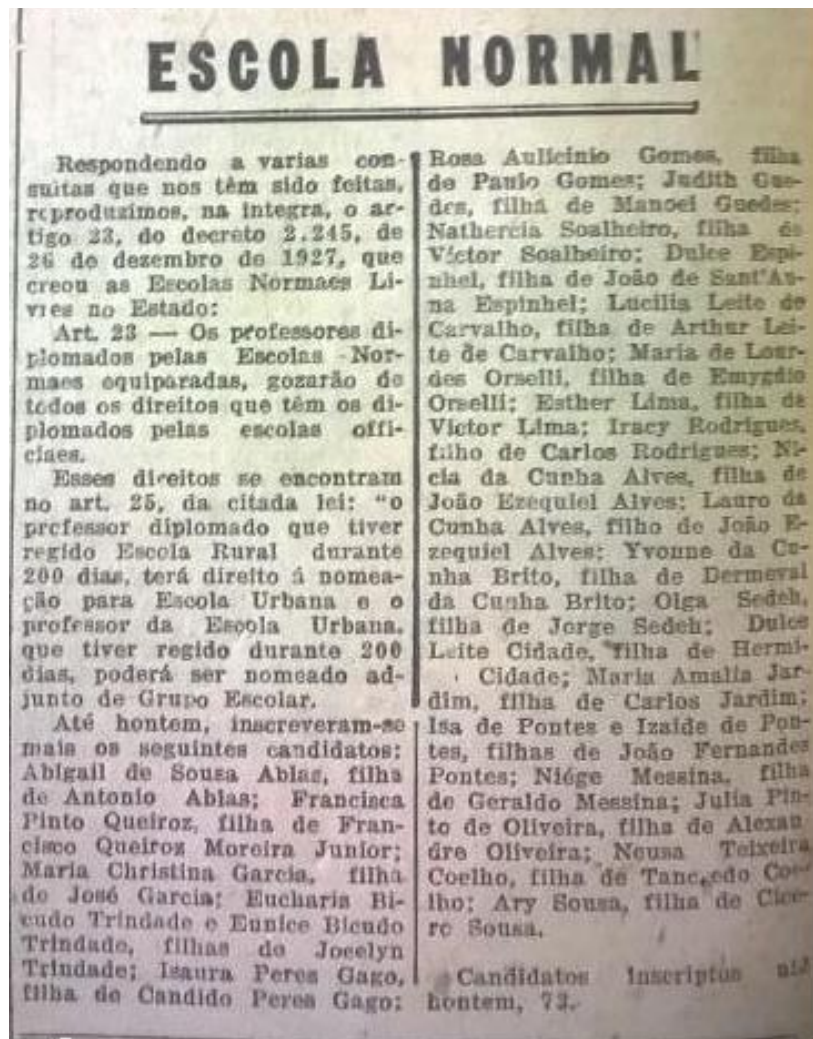 ESCOLA NORMAL
Respondendo a varias con-
sultas que nos têm sido feitas,
reproduzimos, na integra, o ar-
tigo 23, do decreto 2.245, de
26 de dezembro de 1927, que
creou as Escolas Normaes Li-
vres no Estado:
Art. 23 — Os professores di-
plomados pelas Escolas Nor-
maes equiparadas, gozarão de
todos os direitos que têm os di-
plomados pelas escolas offi-
ciaes.
Esses direitos se encontram
no art. 25, da citada lei: "o
professor diplomado que tiver
regido Escola Rural durante
200 dias, terá direito á nomea-
ção para Escola Urbana e o
professor da Escola Urbana,
que tiver regido durante 200
dias, poderá ser nomeado ad-
junto de Grupo Escolar.
Até hontem, inscreveram-se
mais os seguintes candidatos:
Abigail de Sousa Ablas, filha
de Antonio Ablas; Francisca
Pinto Queiroz, filha de Fran-
cisco Queiroz Moreira Junior;
Maria Christina Garcia, filha
de José Garcia; Eucharis Bi-
cudo Trindade e Eunice Bicudo
Trindade, filhas de Jocelyn
Trindade; Isaura Peres Gago,
filha de Candido Peres Gago;
Rosa Aulicinio Gomes, filha
de Paulo Gomes; Judith Gue-
des, filha de Manoel Guedes;
Nathercia Soalheiro, filha de
Victor Soalheiro; Dulce Espi-
nhel, filha de João de Sant'An-
na Espinhel; Lucilia Leite de
Carvalho, filha de Arthur Lei-
te de Carvalho; Maria de Lour-
des Orselli, filha de Emygdio
Orselli; Esther Lima, filha de
Victor Lima; Iracy Rodrigues,
filho de Carlos Rodrigues; Ni-
cia da Cunha Alves, filha de
João Ezequiel Alves; Lauro da
Cunha Alves, filho de João E-
zequiel Alves; Yvonne da Cu-
nha Brito, filha de Dermeval
da Cunha Brito; Olga Sedeh,
filha de Jorge Sedeh; Dulce
Leite Cidade, filha de Hermi-
Cidade; Maria Amalia Jar-
dim, filha de Carlos Jardim;
Isa de Pontes e Izaide de Pon-
tes, filhas de João Fernandes
Pontes; Niége Messina, filha
de Geraldo Messina; Julia Pin-
to de Oliveira, filha de Alexan
dre Oliveira; Neusa Teixeira
Coelho, filha de Tancredo Coe-
lho; Ary Sousa, filha de Cice-
ro Sousa.
Candidatos inscriptos até
hontem, 73.